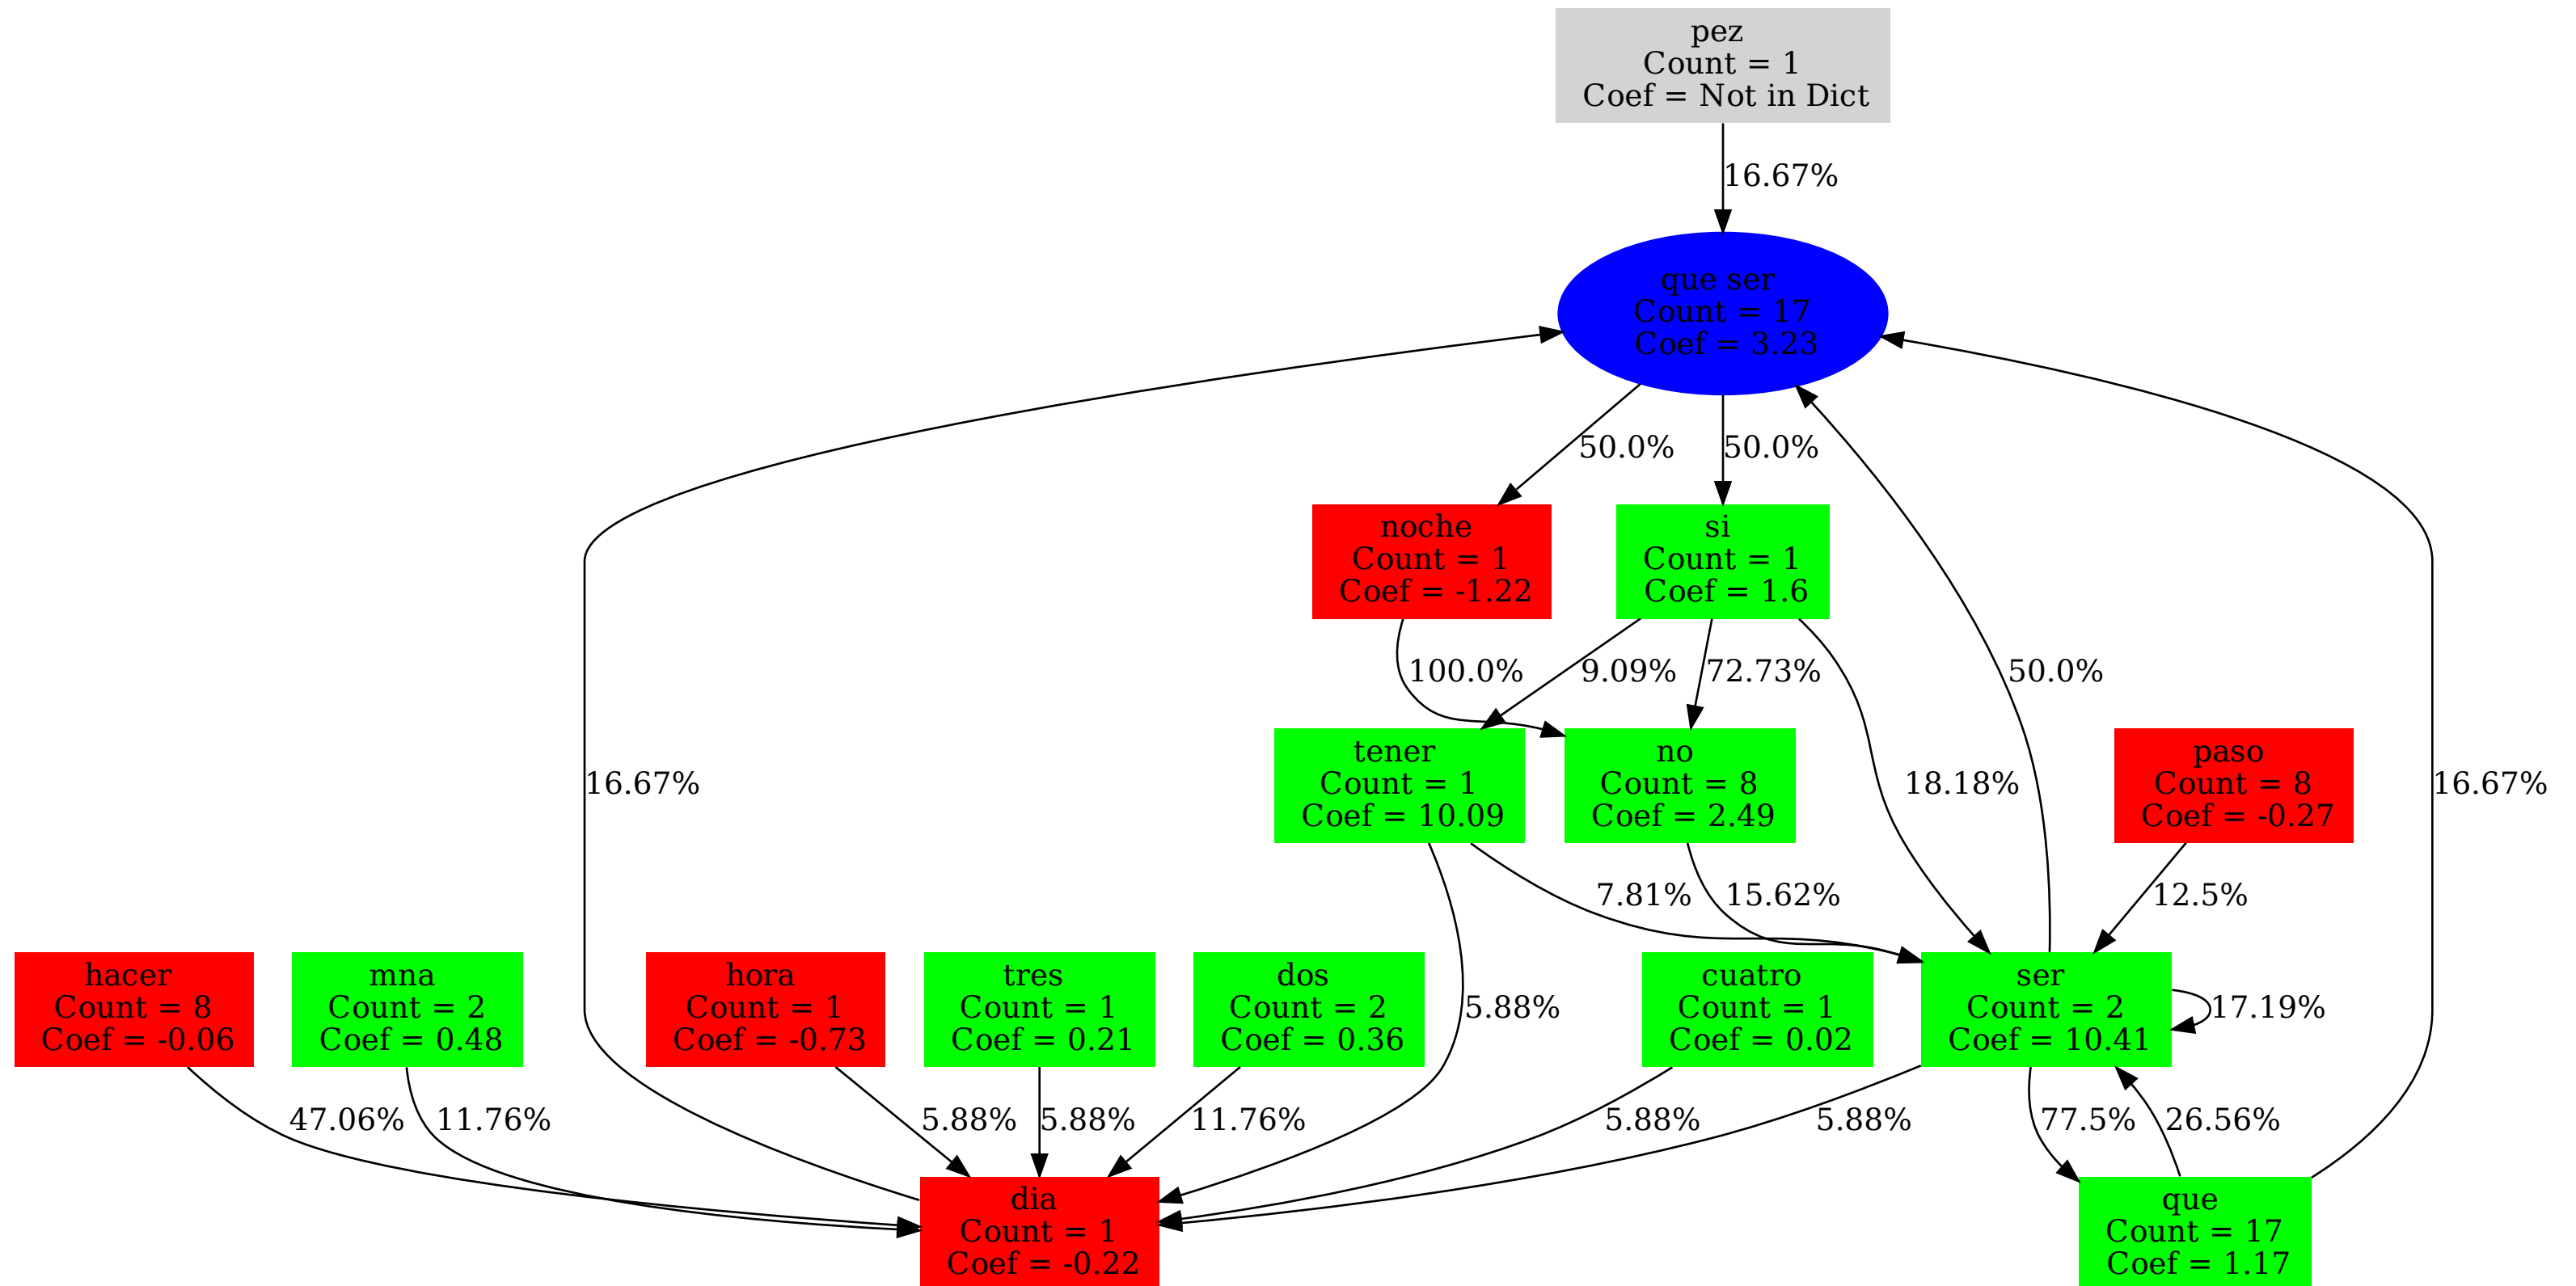 pez
Count = 1
Coef = Not in Dict
16.67%
que ser
Count = 17
Coef = 3.23
50.0%
50.0%
noche
Count = 1
Coef = -1.22
si
Count = 1
Coef = 1.6
100.0%
9.09%
72.73%
50.0%
16.67%
tener
Count = 1
Coef = 10.09
no
Count = 8
Coef = 2.49
18.18%
paso
Count = 8
Coef = -0.27
16.67%
7.81%
15.62%
12.5%
hacer
Count = 8
Coef = -0.06
mna
Count = 2
Coef = 0.48
hora
Count = 1
Coef = -0.73
tres
Count = 1
Coef = 0.21
dos
Count = 2
Coef = 0.36
5.88%
cuatro
Count = 1
Coef = 0.02
ser
Count = 2
Coef = 10.41
17.19%
47.06%
11.76%
5.88%
5.88%
11.76%
5.88%
5.88%
77.5%
26.56%
dia
Count = 1
Coef = -0.22
que
Count = 17
Coef = 1.17